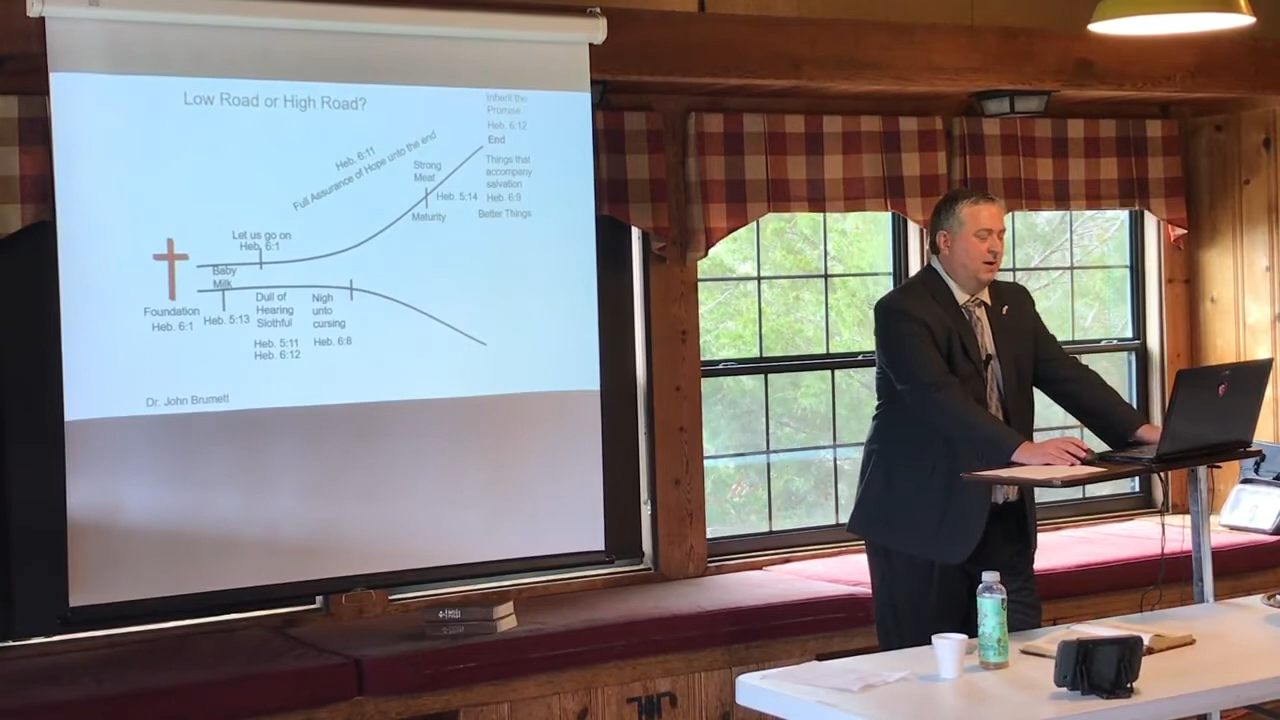 Low Road or High Road?
Inherit the
Promise
Heb. 6:12
End
Heb. 6:11
Full Assurance of Hope unto the end
Strong
Meat
Things that
accompany
salvation
Heb. 5:14
Heb. 6:9
Maturity
Better Things
Let us go on
Heb. 6:1
Baby
Milk
Foundation
Heb. 6:1
Heb. 5:13
Dull of
Hearing
Slothful
Heb. 5:11
Heb. 6:12
Nigh
unto
cursing
Heb. 6:8
Dr. John Brumett